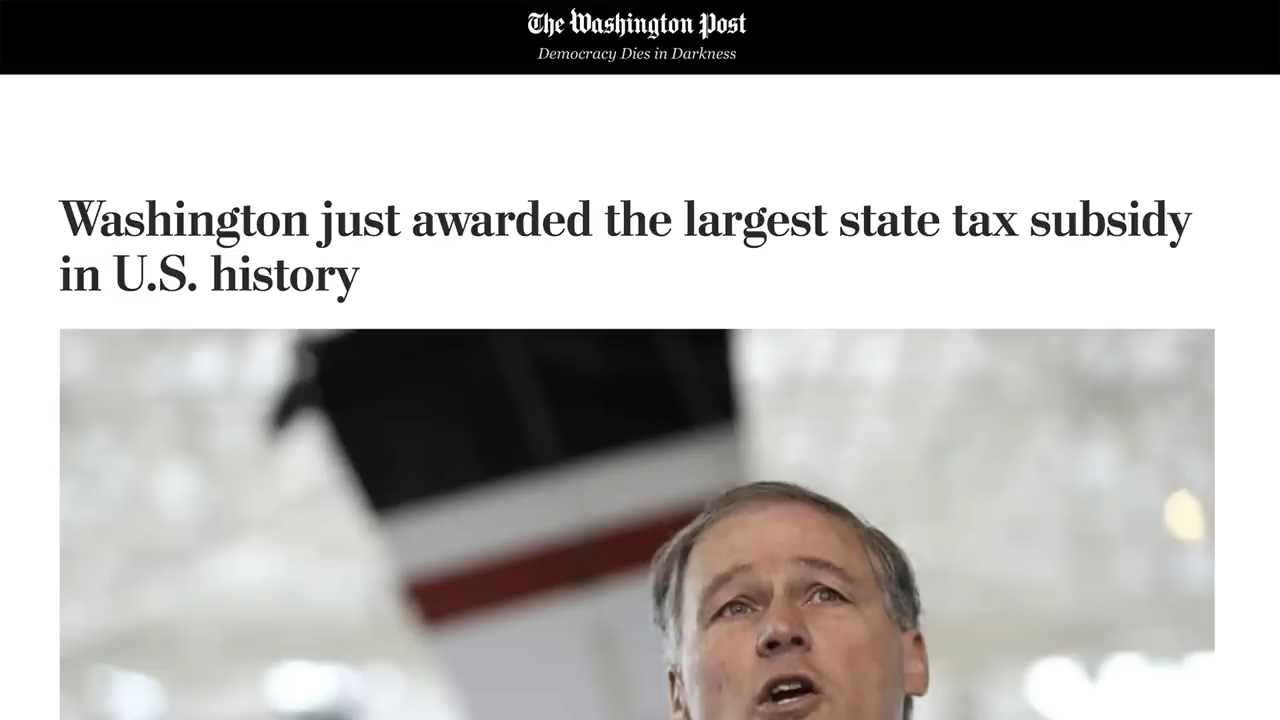 The Washington Post
Democracy Dies in Darkness
Washington just awarded the largest state tax subsidy
in U.S. history